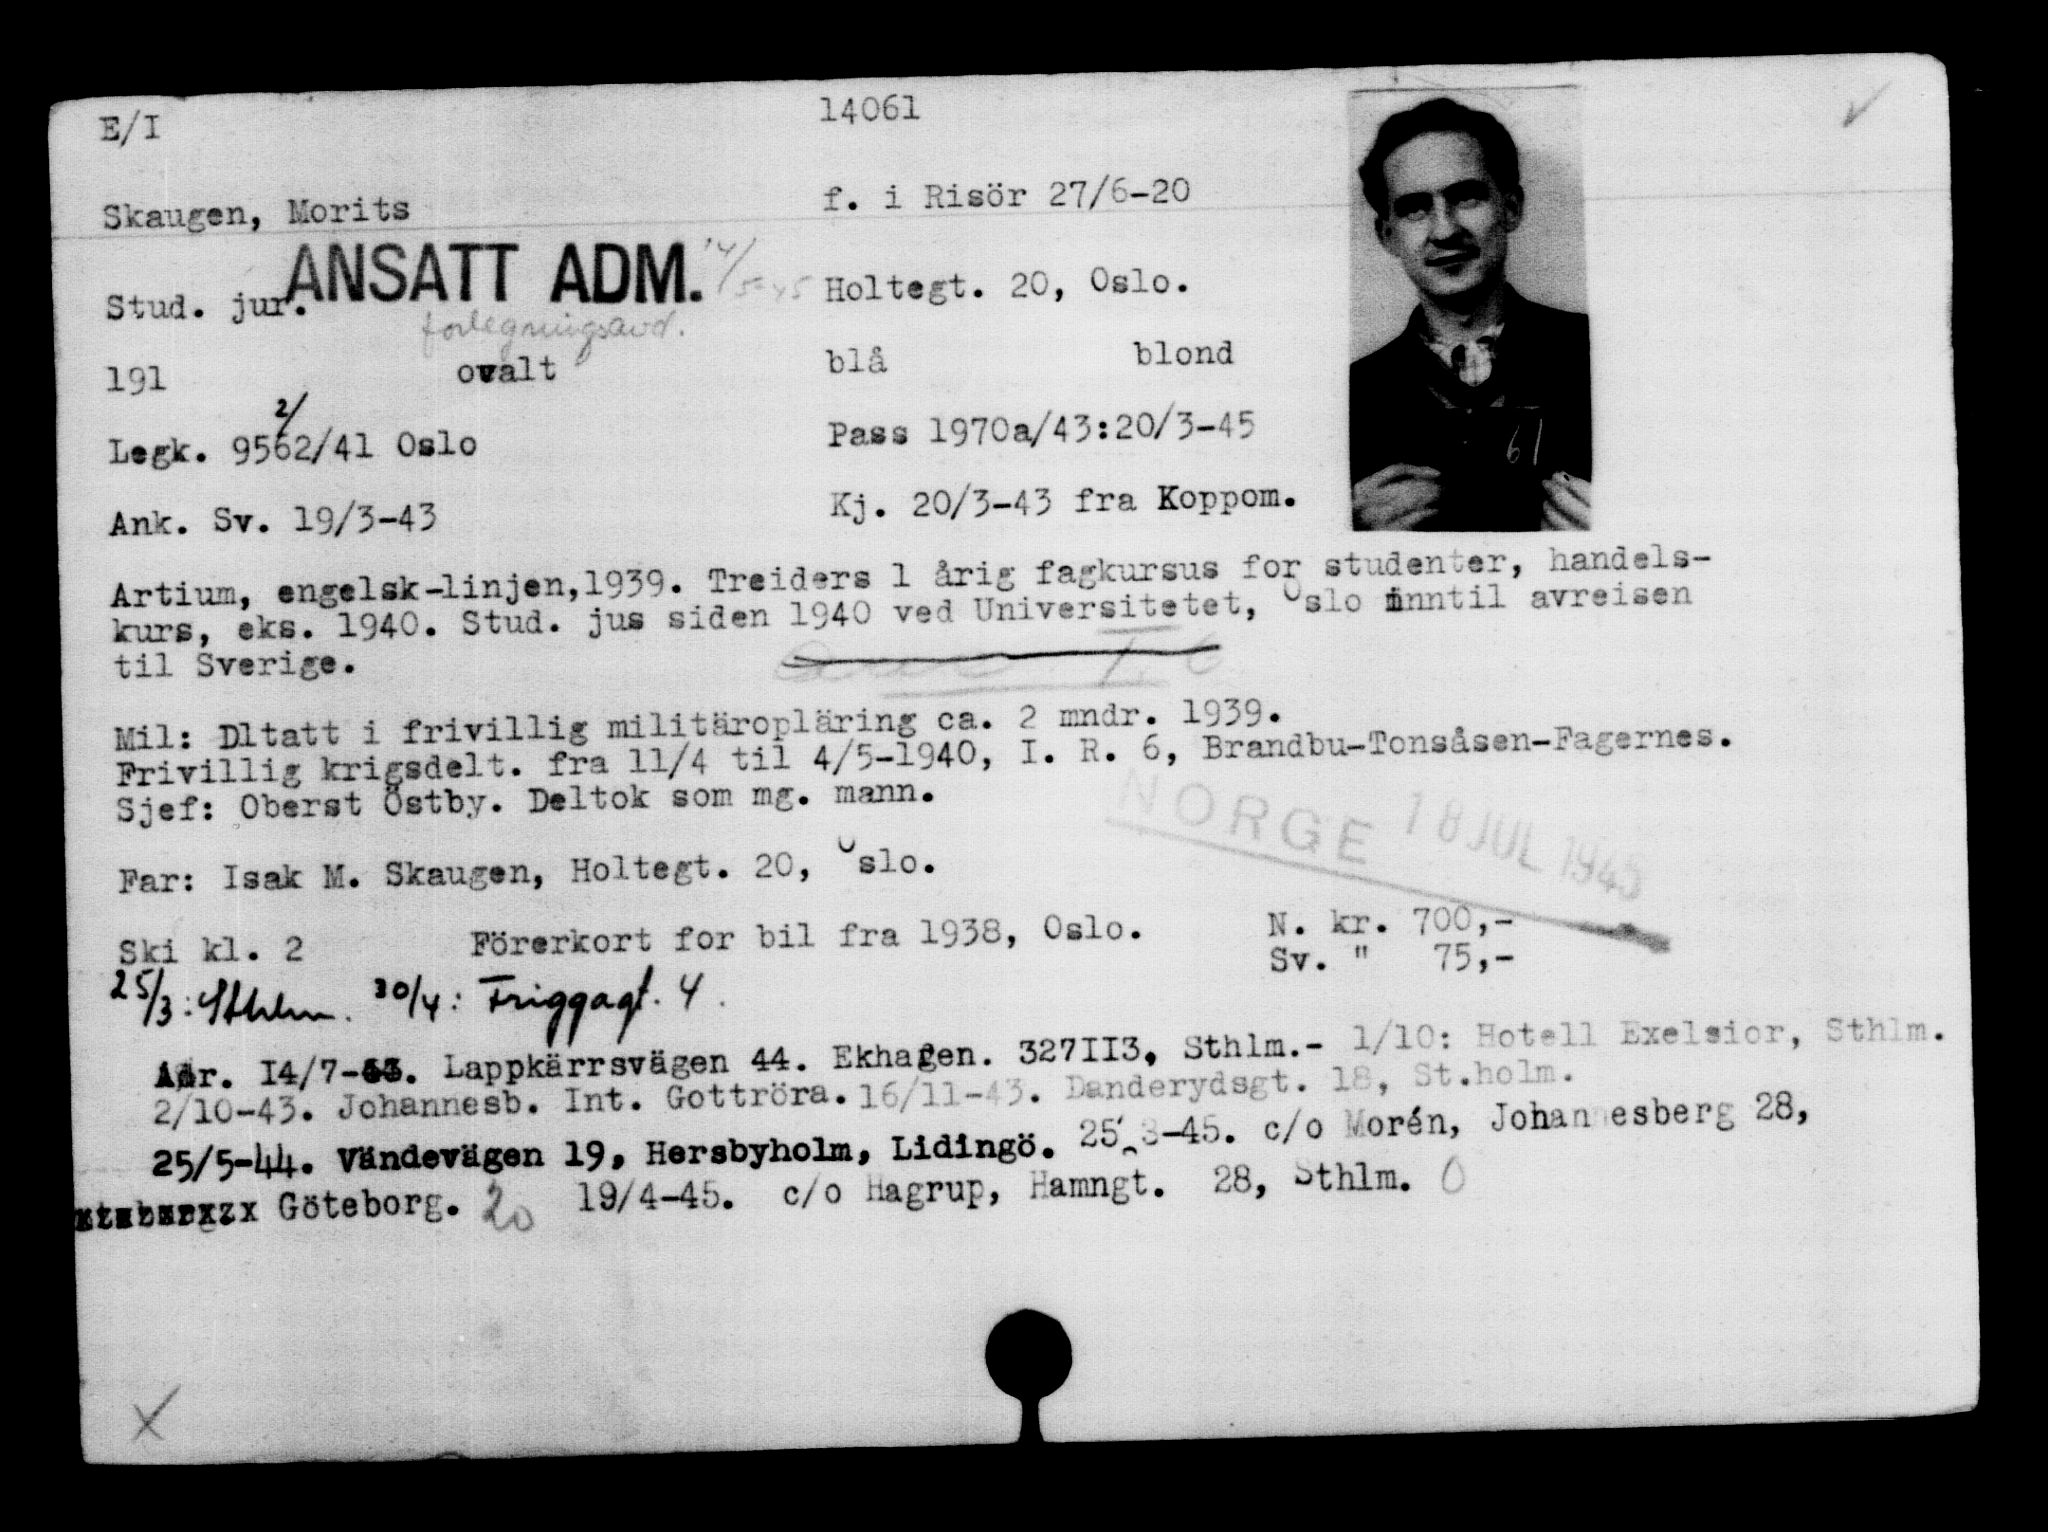 E/I 14061
Skaugen, Morits f. i Risör 27/6-20
ANSATT ADM. 14/5-45
Stud. jur. Holtegt. 20, Oslo.
forlegningsavd.
191 ovalt blå blond
2/
Legk. 9562/41 Oslo Pass 1970a/43:20/3-45
61
Ank. Sv. 19/3-43 Kj. 20/3-43 fra Koppom.
Artium, engelsk-linjen,1939. Treiders 1 årig fagkursus for studenter, handels-
kurs, eks. 1940. Stud. jus siden 1940 ved Universitetet, Oslo inntil avreisen
til Sverige.
Mil: Dltatt i frivillig militäropläring ca. 2 mndr. 1939.
Frivillig krigsdelt. fra 11/4 til 4/5-1940, I. R. 6, Brandbu-Tonsåsen-Fagernes.
Sjef: Oberst Östby. Deltok som mg. mann.
NORGE 18 JUL 1945
Far: Isak M. Skaugen, Holtegt. 20, Oslo.
Ski kl. 2 Förerkort for bil fra 1938, Oslo. N. kr. 700,-
Sv. " 75,-
25/3: Sthlm. 30/4: Friggagt. 4.
Adr. I4/7-43. Lappkärrsvägen 44. Ekhagen. 327II3, Sthlm.- 1/10: Hotell Exelsior, Sthlm.
2/10-43. Johannesb. Int. Gottröra. 16/11-43. Danderydsgt. 18, St.holm.
25/5-44. Vändevägen 19, Hersbyholm, Lidingö. 25/3-45. c/o Morén, Johannesberg 28,
Göteborg. 20 19/4-45. c/o Hagrup, Hamngt. 28, Sthlm. O
X